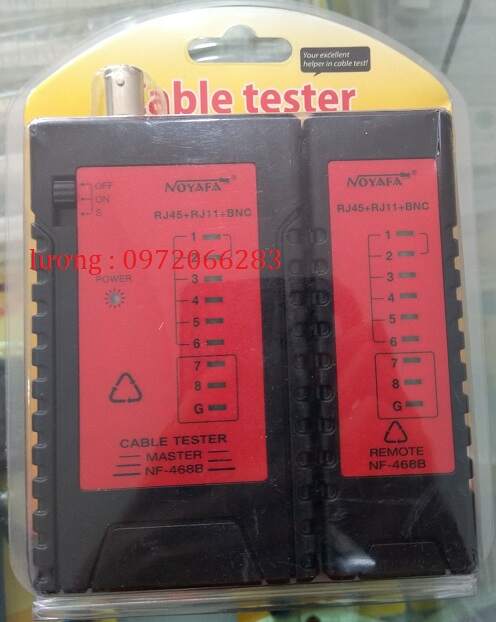 Your excellent
helper in cable test!
Cable tester
NOYAFA®
RJ45+RJ11+BNC
OFF
ON
S
1
2
3
4
5
6
7
8
G
POWER
CABLE TESTER
MASTER
NF-468B
NOYAFA®
RJ45+RJ11+BNC
1
2
3
4
5
6
7
8
G
REMOTE
NF-468B
lương : 0972066283